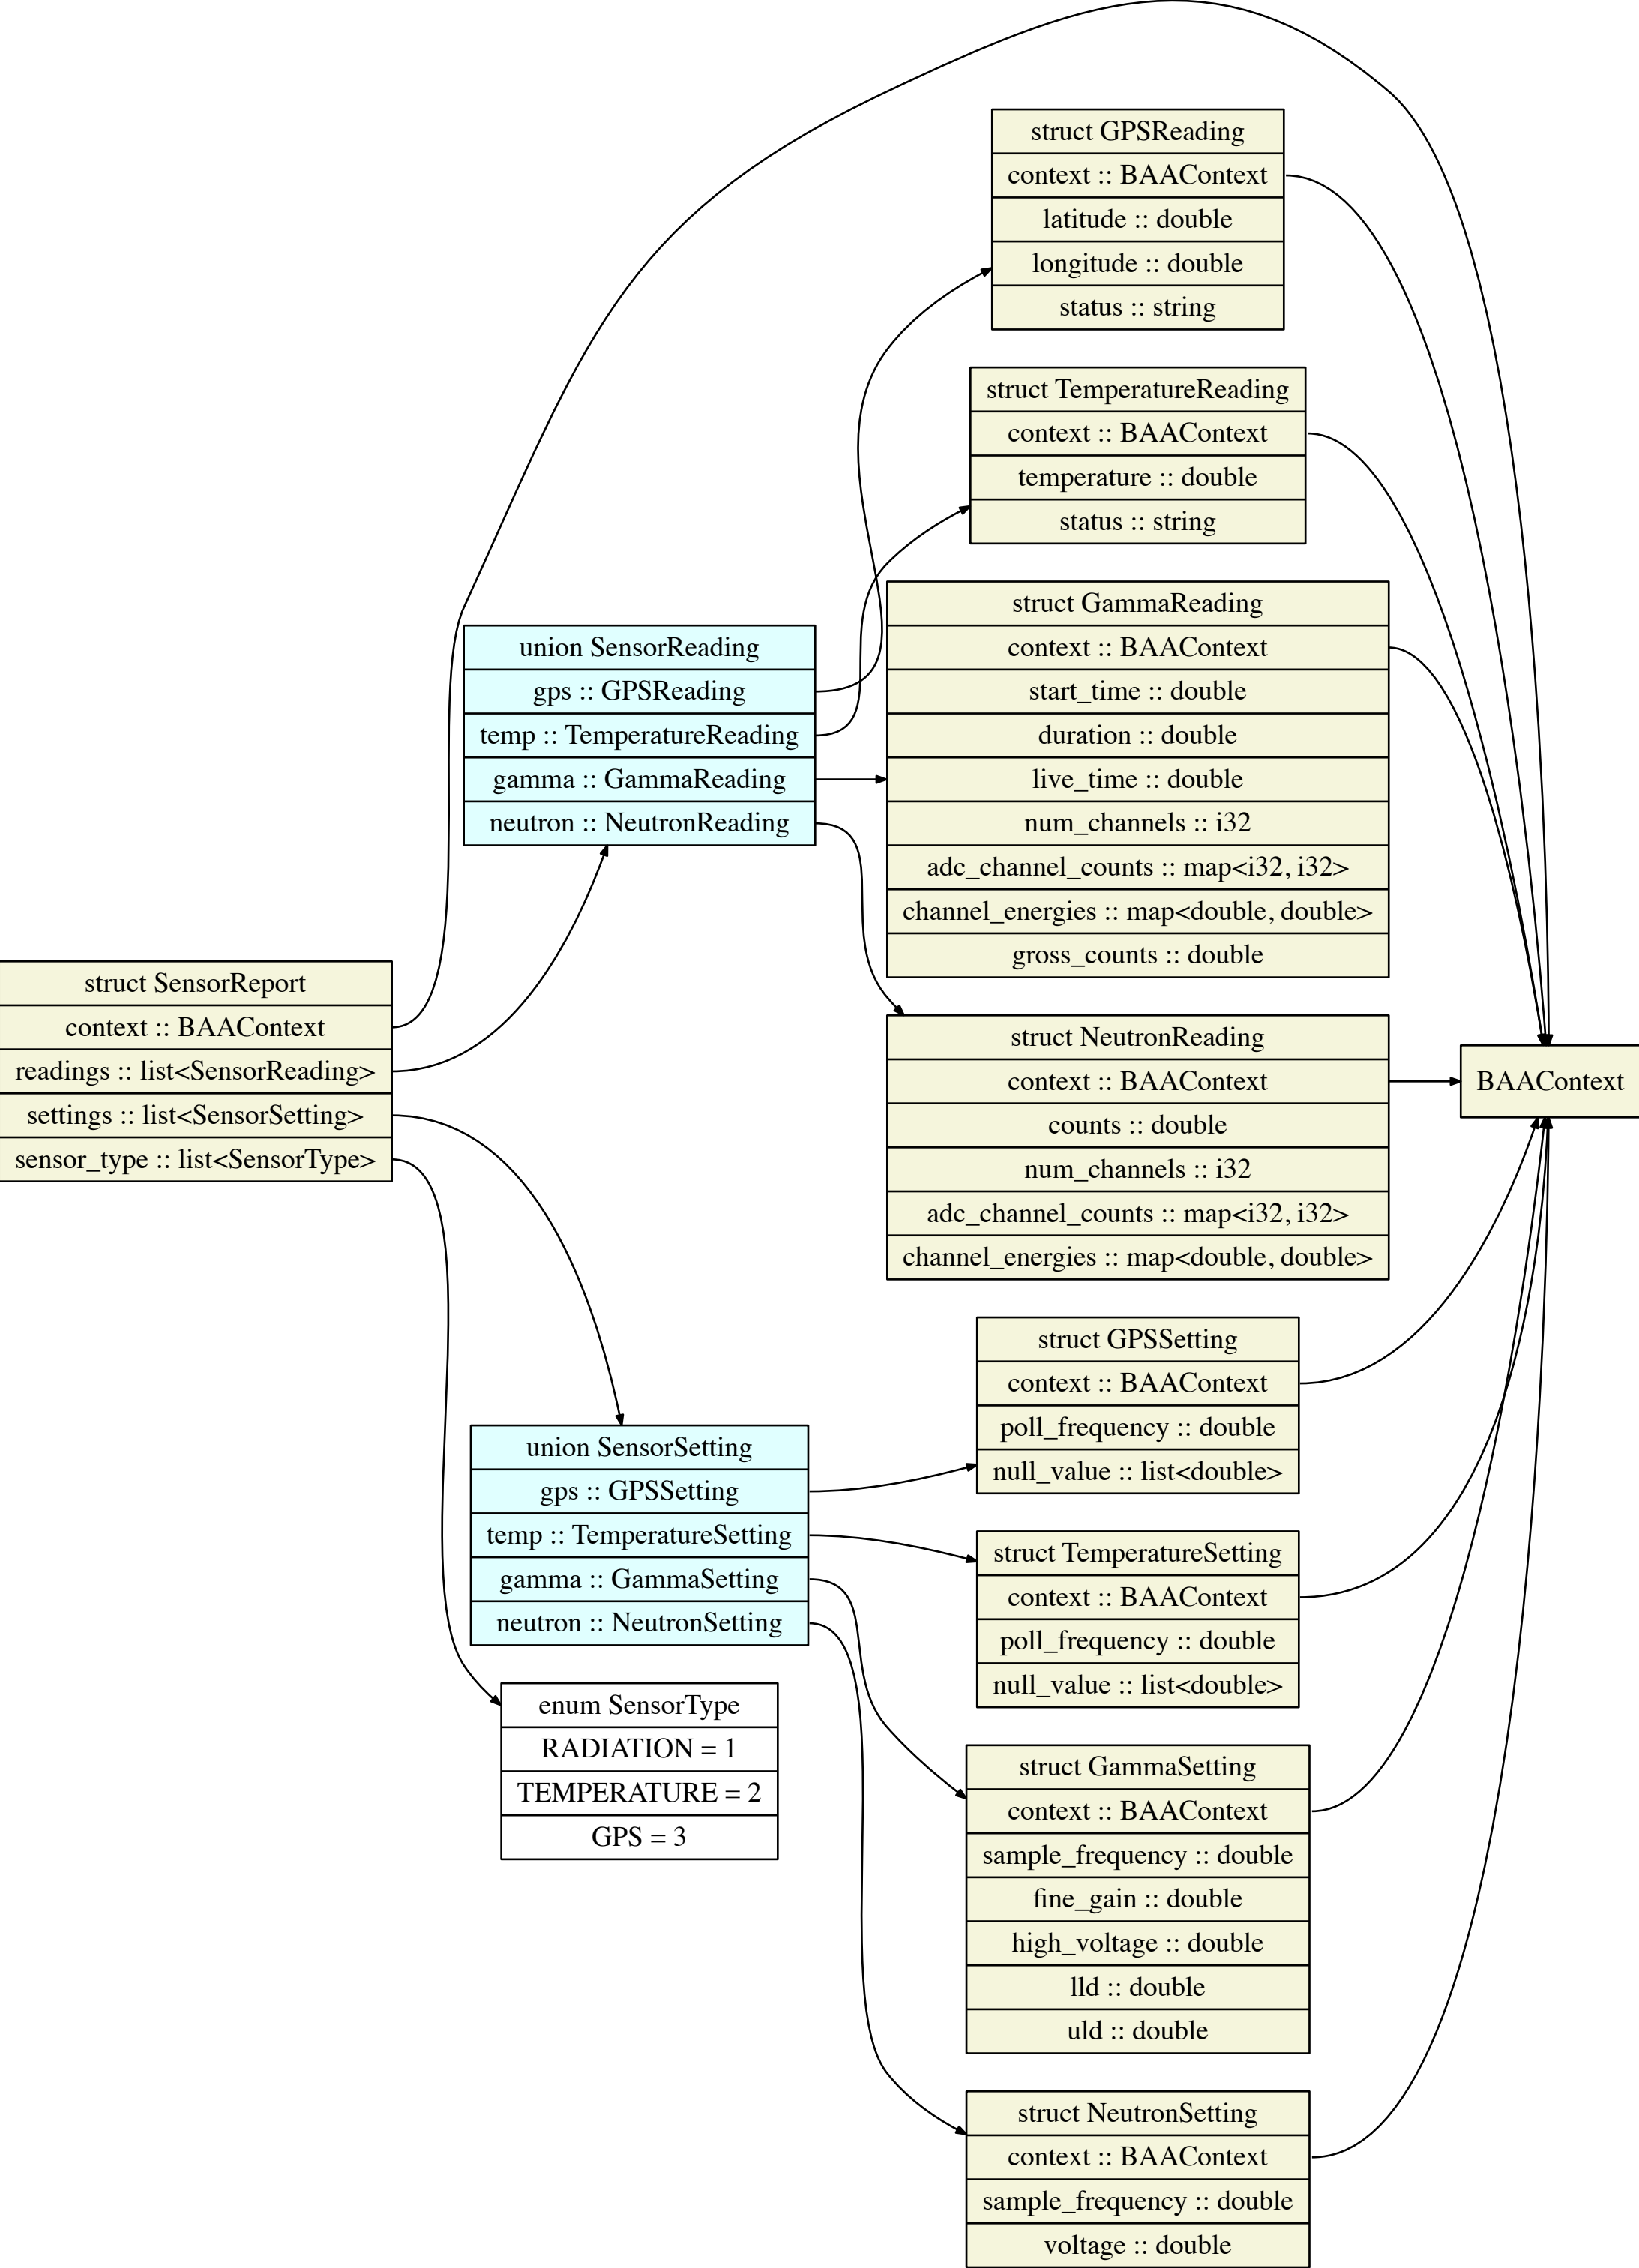 struct GPSReading
context :: BAAContext
latitude :: double
longitude :: double
status :: string
struct TemperatureReading
context :: BAAContext
temperature :: double
status :: string
struct GammaReading
context :: BAAContext
start_time :: double
duration :: double
live_time :: double
num_channels :: i32
adc_channel_counts :: map<i32, i32>
channel_energies :: map<double, double>
gross_counts :: double
union SensorReading
gps :: GPSReading
temp :: TemperatureReading
gamma :: GammaReading
neutron :: NeutronReading
struct SensorReport
context :: BAAContext
readings :: list<SensorReading>
settings :: list<SensorSetting>
sensor_type :: list<SensorType>
struct NeutronReading
context :: BAAContext
counts :: double
num_channels :: i32
adc_channel_counts :: map<i32, i32>
channel_energies :: map<double, double>
BAAContext
struct GPSSetting
context :: BAAContext
poll_frequency :: double
null_value :: list<double>
union SensorSetting
gps :: GPSSetting
temp :: TemperatureSetting
gamma :: GammaSetting
neutron :: NeutronSetting
struct TemperatureSetting
context :: BAAContext
poll_frequency :: double
null_value :: list<double>
enum SensorType
RADIATION = 1
TEMPERATURE = 2
GPS = 3
struct GammaSetting
context :: BAAContext
sample_frequency :: double
fine_gain :: double
high_voltage :: double
lld :: double
uld :: double
struct NeutronSetting
context :: BAAContext
sample_frequency :: double
voltage :: double